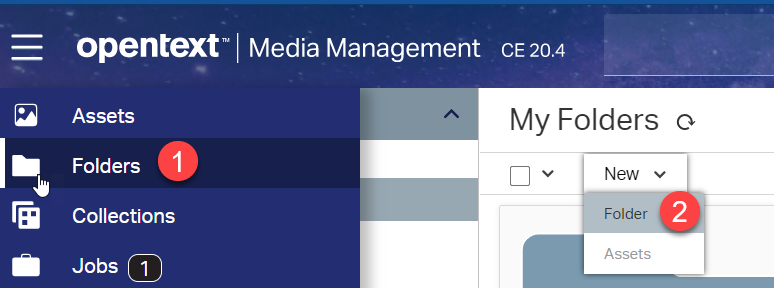 opentext™ | Media Management CE 20.4
Assets
Folders 1
Collections
Jobs 1
My Folders
New
Folder 2
Assets